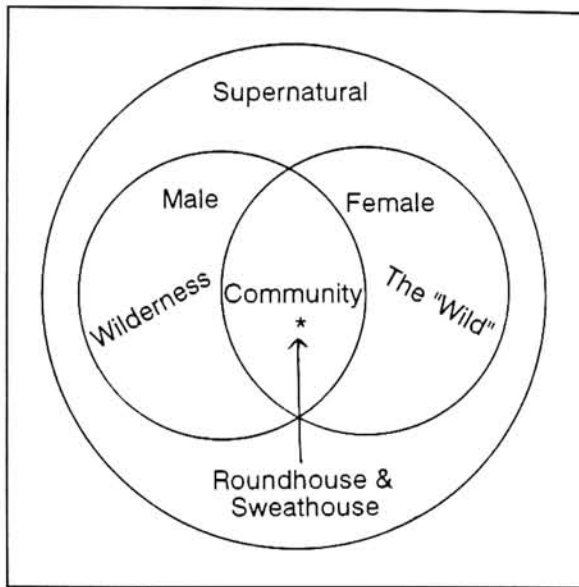 Supernatural
Male
Female
Wilderness
Community
The "Wild"
*
Roundhouse &
Sweathouse